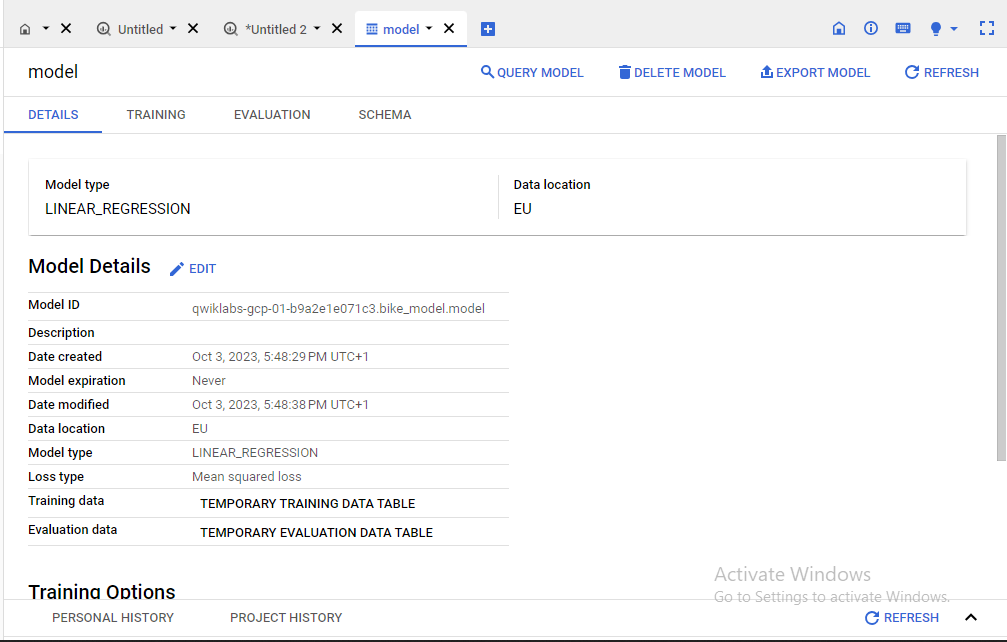 Untitled *Untitled 2 model
model QUERY MODEL DELETE MODEL EXPORT MODEL REFRESH
DETAILS TRAINING EVALUATION SCHEMA
Model type Data location
LINEAR_REGRESSION EU
Model Details EDIT
Model ID qwiklabs-gcp-01-b9a2e1e071c3.bike_model.model
Description
Date created Oct 3, 2023, 5:48:29 PM UTC+1
Model expiration Never
Date modified Oct 3, 2023, 5:48:38 PM UTC+1
Data location EU
Model type LINEAR_REGRESSION
Loss type Mean squared loss
Training data TEMPORARY TRAINING DATA TABLE
Evaluation data TEMPORARY EVALUATION DATA TABLE
Activate Windows
Training Options Go to Settings to activate Windows.
PERSONAL HISTORY PROJECT HISTORY REFRESH